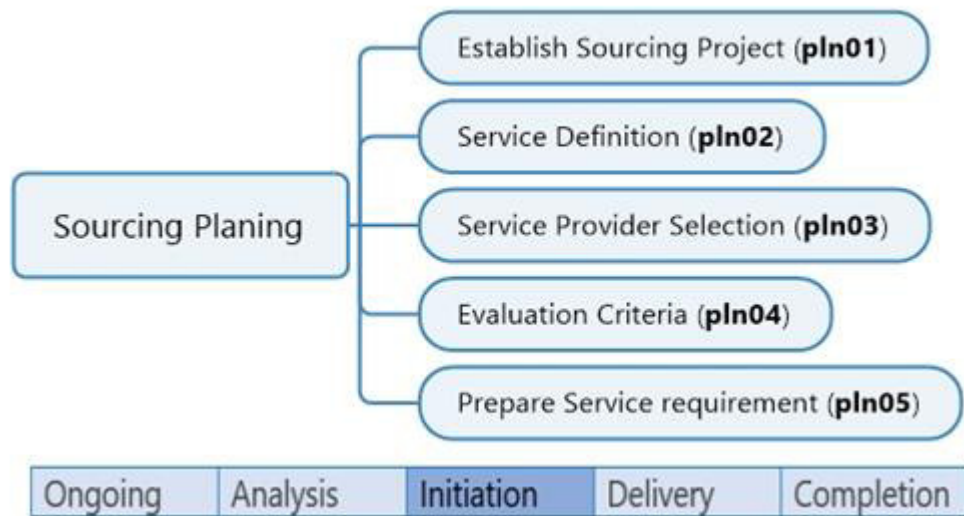 Establish Sourcing Project (pln01)
Service Definition (pln02)
Sourcing Planing
Service Provider Selection (pln03)
Evaluation Criteria (pln04)
Prepare Service requirement (pln05)
Ongoing Analysis Initiation Delivery Completion